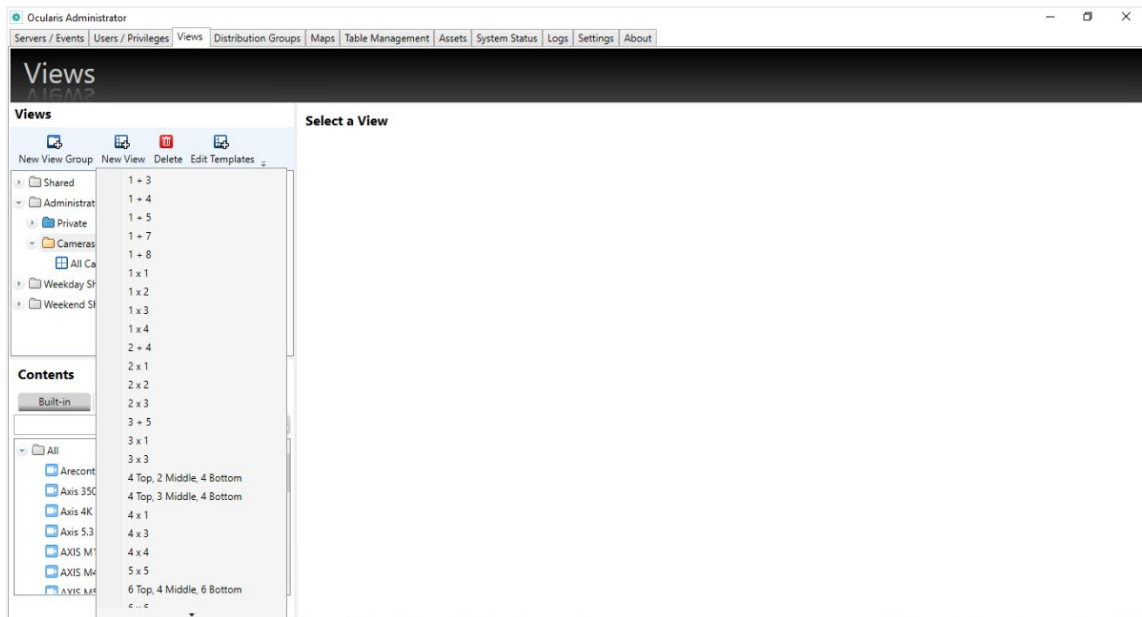 Ocularis Administrator
Servers / Events Users / Privileges Views Distribution Groups Maps Table Management Assets System Status Logs Settings About
Views
Views
Select a View
New View Group New View Delete Edit Templates
Shared
Administrat
Private
Cameras
All Ca
Weekday Sh
Weekend Sh
1 + 3
1 + 4
1 + 5
1 + 7
1 + 8
1 x 1
1 x 2
1 x 3
1 x 4
2 + 4
2 x 1
2 x 2
2 x 3
3 + 5
3 x 1
3 x 3
4 Top, 2 Middle, 4 Bottom
4 Top, 3 Middle, 4 Bottom
4 x 1
4 x 3
4 x 4
5 x 5
6 Top, 4 Middle, 6 Bottom
Contents
Built-in
All
Arecont
Axis 350
Axis 4K
Axis 5.3
AXIS M1
AXIS M4
AXIS M5